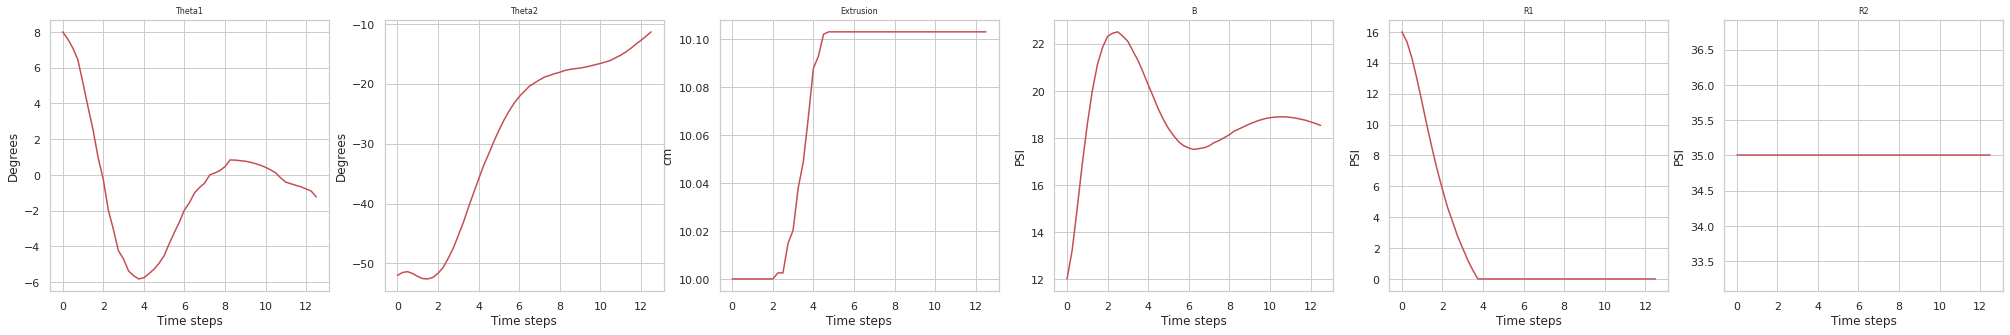 Theta1
8
6
4
2
0
−2
−4
−6
Degrees
0 2 4 6 8 10 12
Time steps
Theta2
−10
−20
−30
−40
−50
Degrees
0 2 4 6 8 10 12
Time steps
Extrusion
10.10
10.08
10.06
10.04
10.02
10.00
cm
0 2 4 6 8 10 12
Time steps
B
22
20
18
16
14
12
PSI
0 2 4 6 8 10 12
Time steps
R1
16
14
12
10
8
6
4
2
0
PSI
0 2 4 6 8 10 12
Time steps
R2
36.5
36.0
35.5
35.0
34.5
34.0
33.5
PSI
0 2 4 6 8 10 12
Time steps